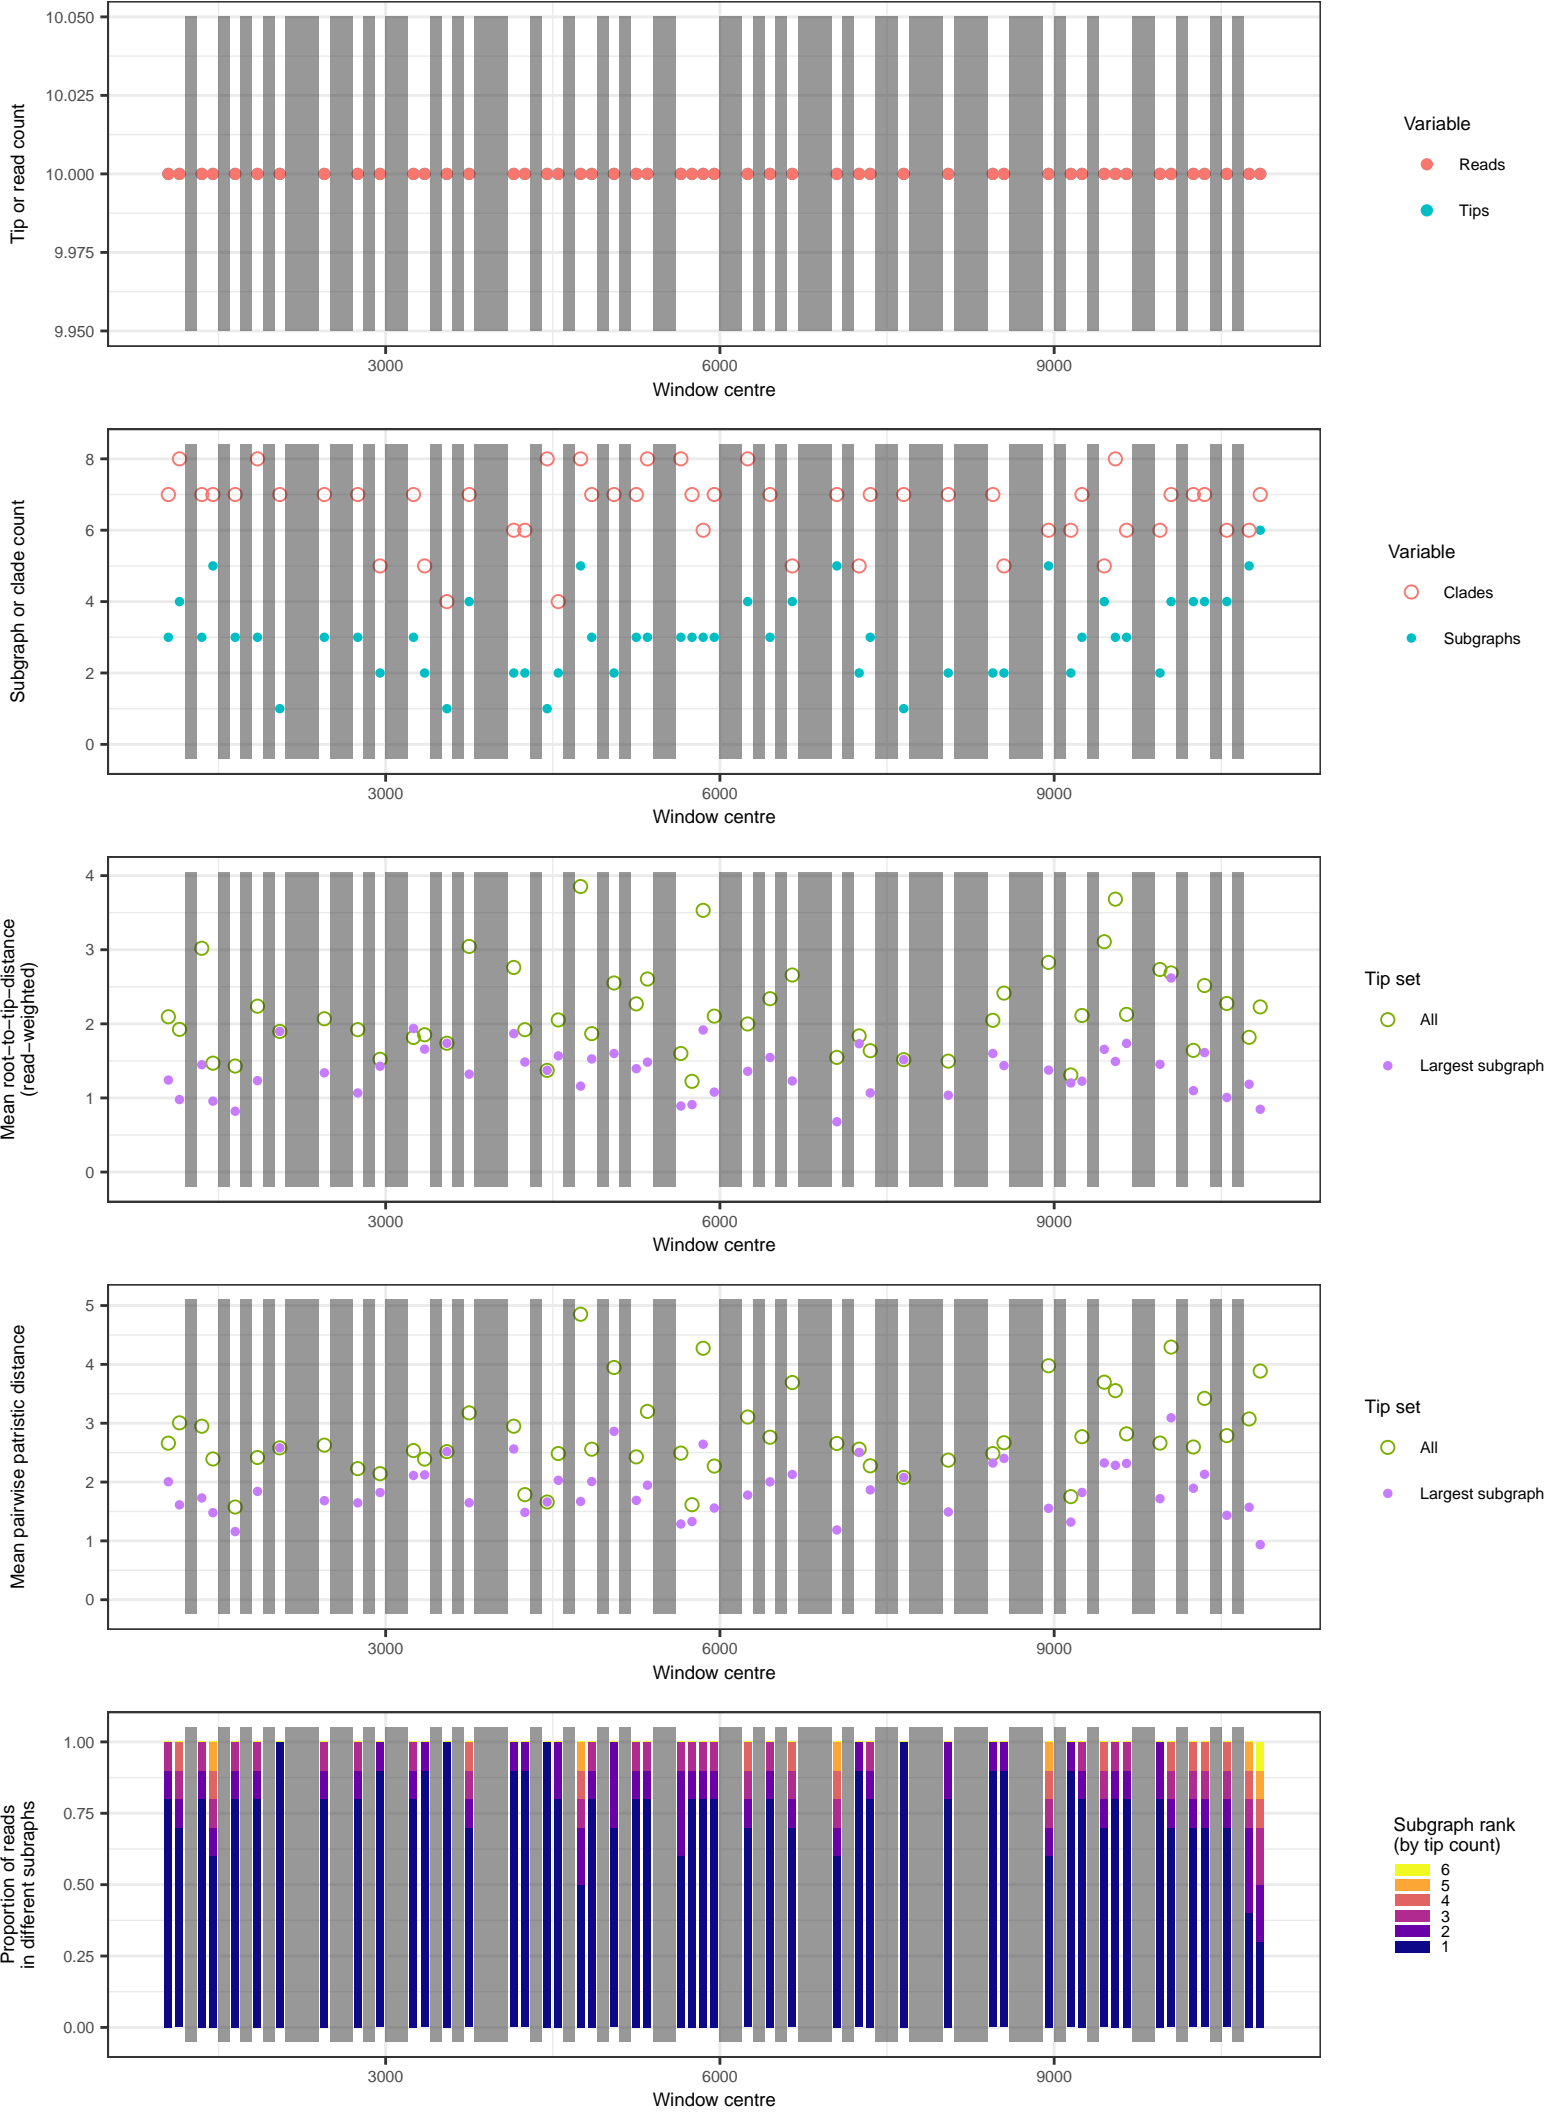 10.050
10.025
10.000
9.975
9.950
Tip or read count
3000 6000 9000
Window centre
Variable
Reads
Tips
8
6
4
2
0
Subgraph or clade count
3000 6000 9000
Window centre
Variable
Clades
Subgraphs
4
3
2
1
0
Mean root−to−tip−distance
(read−weighted)
3000 6000 9000
Window centre
Tip set
All
Largest subgraph
5
4
3
2
1
0
Mean pairwise patristic distance
3000 6000 9000
Window centre
Tip set
All
Largest subgraph
1.00
0.75
0.50
0.25
0.00
Proportion of reads
in different subraphs
3000 6000 9000
Window centre
Subgraph rank
(by tip count)
6
5
4
3
2
1